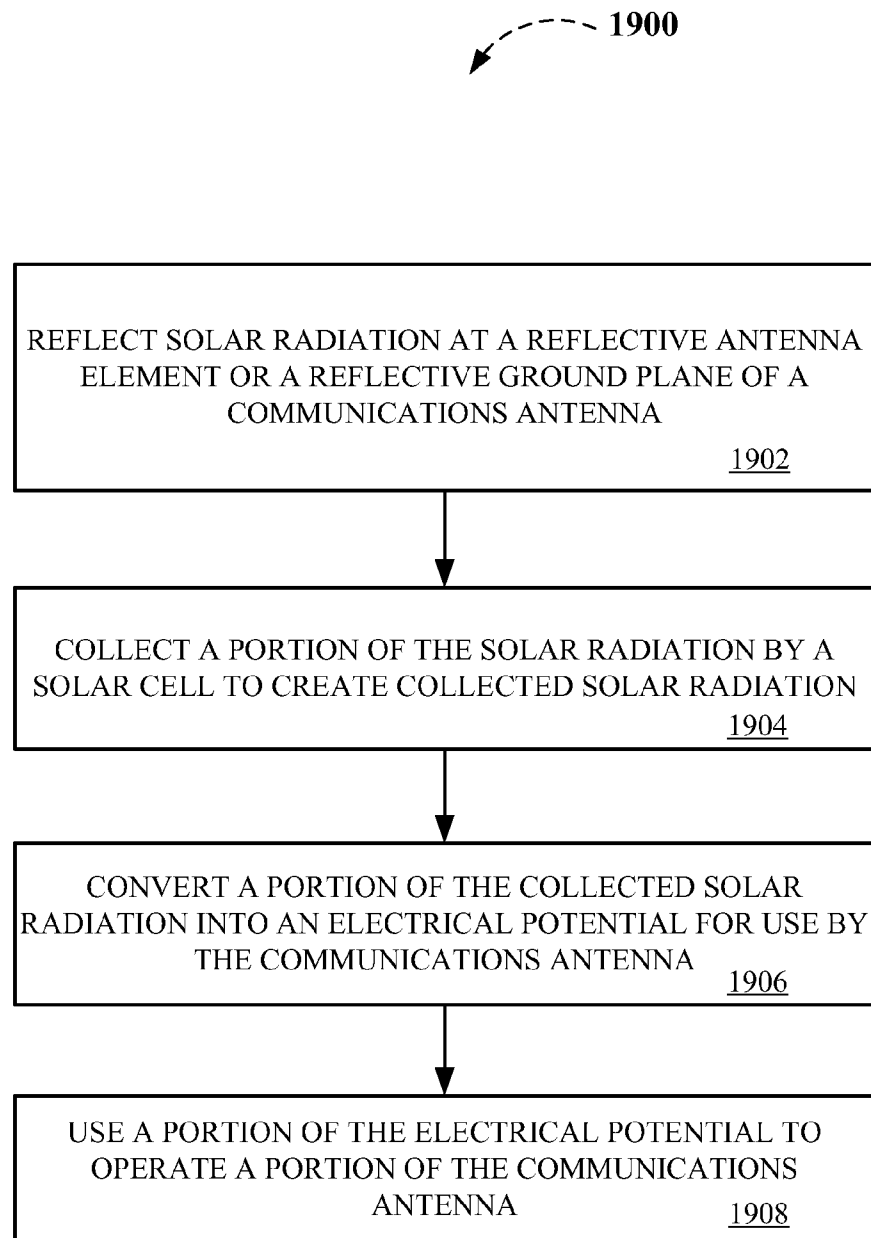 1900
REFLECT SOLAR RADIATION AT A REFLECTIVE ANTENNA
ELEMENT OR A REFLECTIVE GROUND PLANE OF A
COMMUNICATIONS ANTENNA
1902
COLLECT A PORTION OF THE SOLAR RADIATION BY A
SOLAR CELL TO CREATE COLLECTED SOLAR RADIATION
1904
CONVERT A PORTION OF THE COLLECTED SOLAR
RADIATION INTO AN ELECTRICAL POTENTIAL FOR USE BY
THE COMMUNICATIONS ANTENNA
1906
USE A PORTION OF THE ELECTRICAL POTENTIAL TO
OPERATE A PORTION OF THE COMMUNICATIONS
ANTENNA
1908